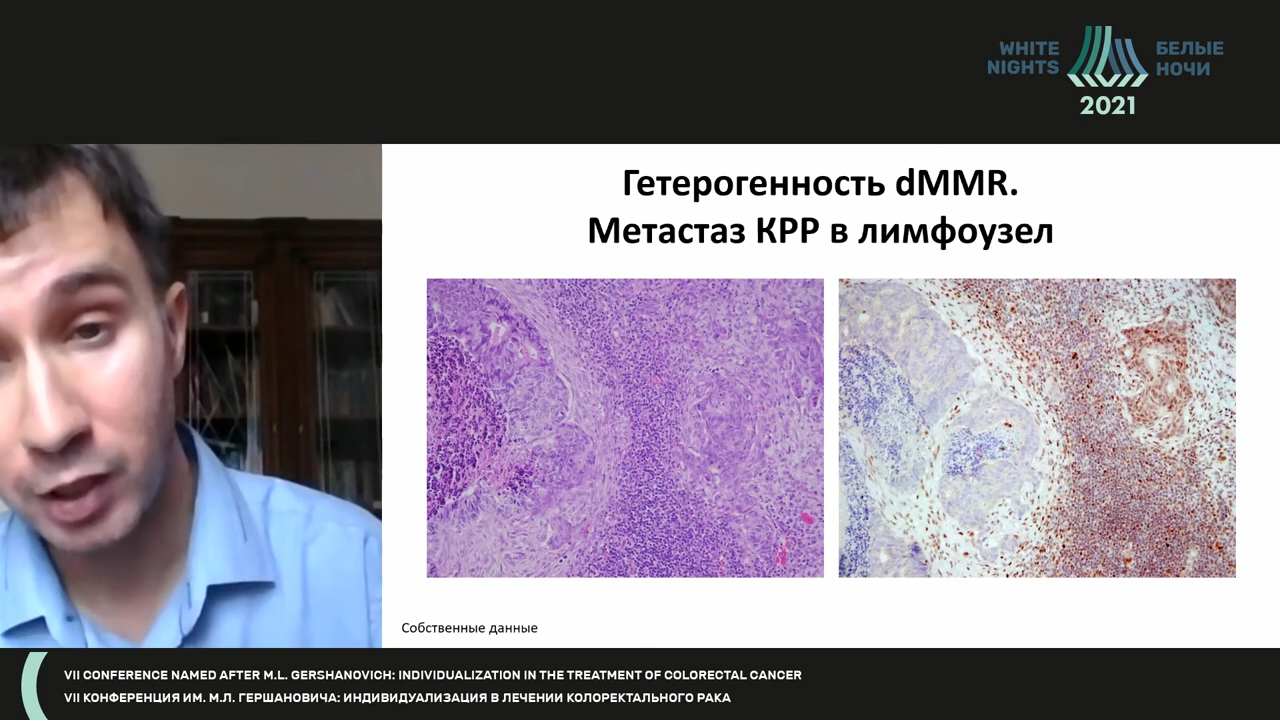 WHITE NIGHTS
БЕЛЫЕ НОЧИ
2021
Гетерогенность dMMR.
Метастаз КРР в лимфоузел
Собственные данные
VII CONFERENCE NAMED AFTER M.L. GERSHANOVICH: INDIVIDUALIZATION IN THE TREATMENT OF COLORECTAL CANCER
VII КОНФЕРЕНЦИЯ ИМ. М.Л. ГЕРШАНОВИЧА: ИНДИВИДУАЛИЗАЦИЯ В ЛЕЧЕНИИ КОЛОРЕКТАЛЬНОГО РАКА